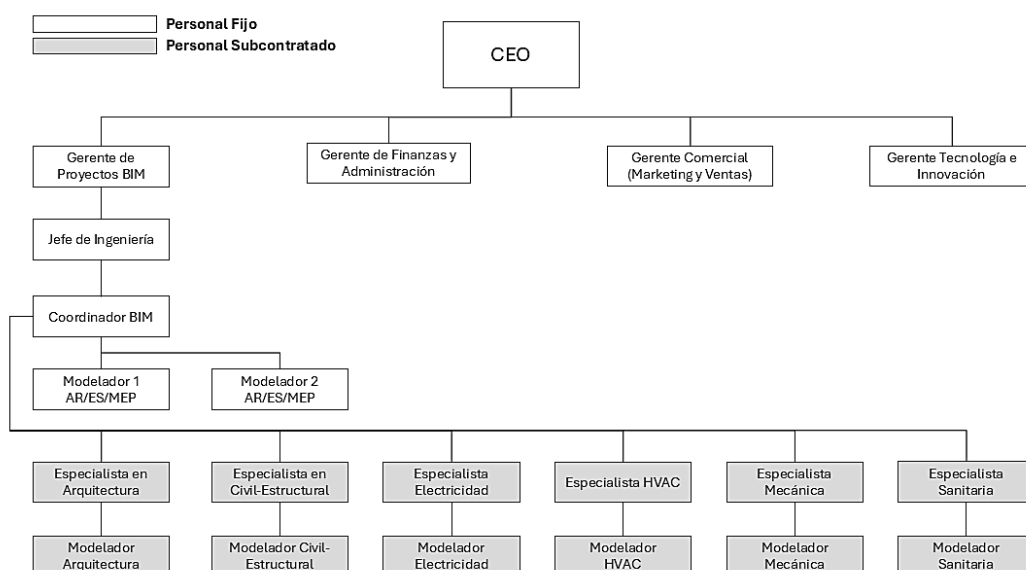 Personal Fijo
Personal Subcontratado
CEO
Gerente de
Proyectos BIM
Gerente de Finanzas y
Administración
Gerente Comercial
(Marketing y Ventas)
Gerente Tecnología e
Innovación
Jefe de Ingeniería
Coordinador BIM
Modelador 1
AR/ES/MEP
Modelador 2
AR/ES/MEP
Especialista en
Arquitectura
Especialista en
Civil-Estructural
Especialista
Electricidad
Especialista HVAC
Especialista
Mecánica
Especialista
Sanitaria
Modelador
Arquitectura
Modelador Civil-
Estructural
Modelador
Electricidad
Modelador
HVAC
Modelador
Mecánica
Modelador
Sanitaria